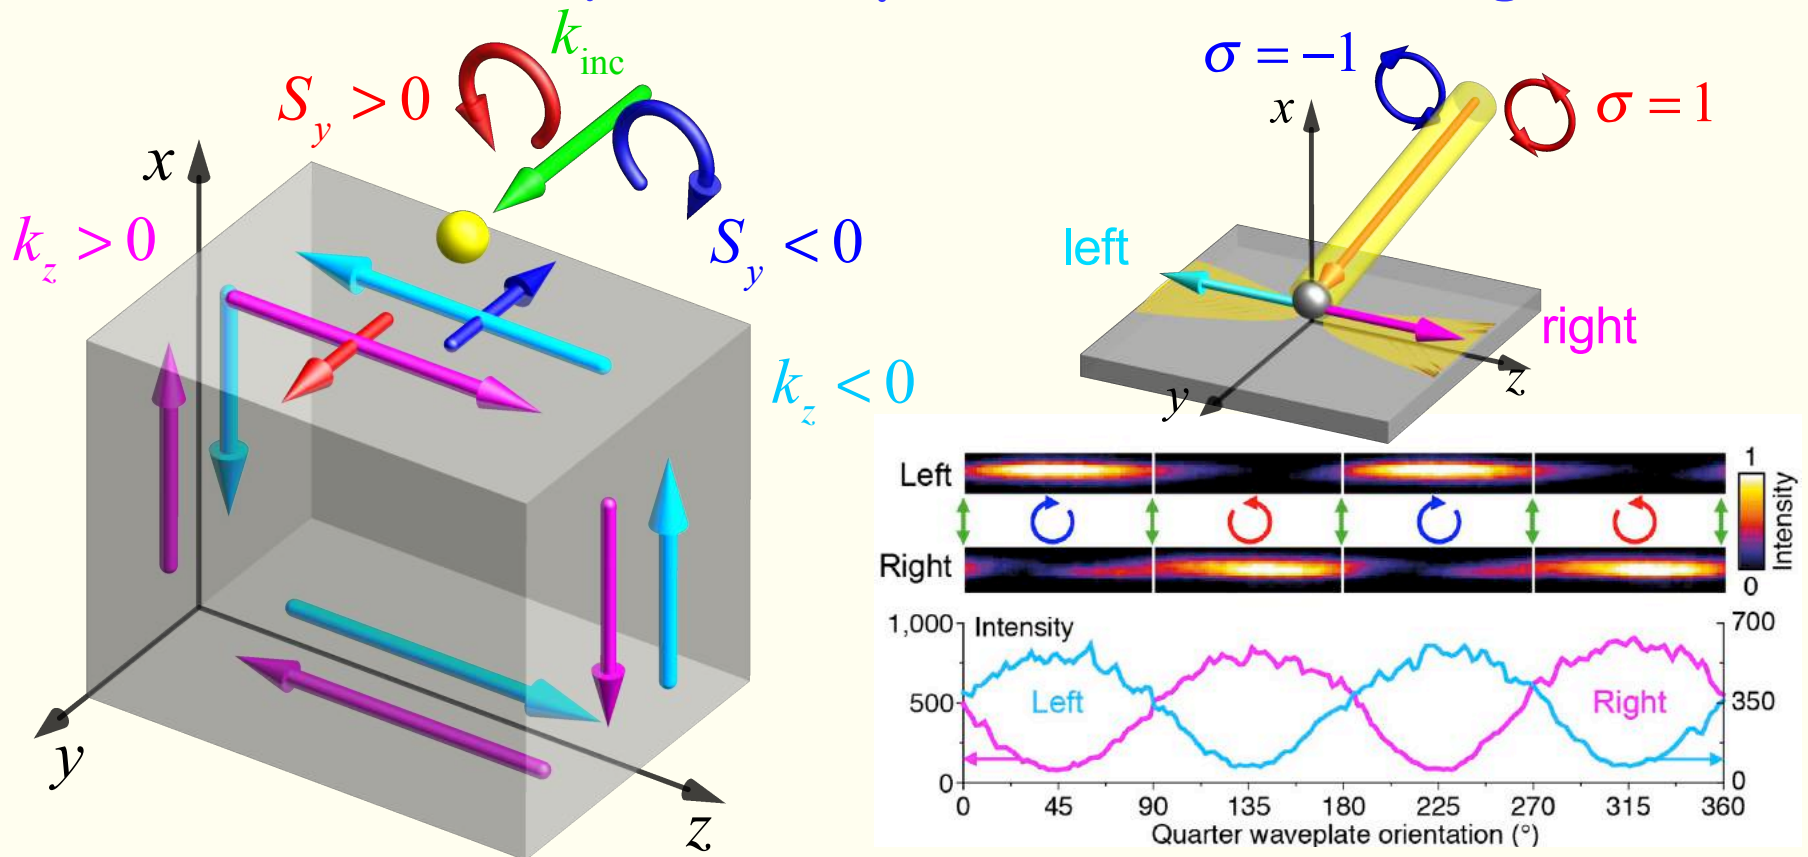 k_inc
S_y > 0
x
k_z > 0
S_y < 0
k_z < 0
y
z
σ = −1
σ = 1
x
left
right
y
z
Left
Right
1
Intensity
0
1,000
500
0
Intensity
Left
Right
700
350
0
0 45 90 135 180 225 270 315 360
Quarter waveplate orientation (°)